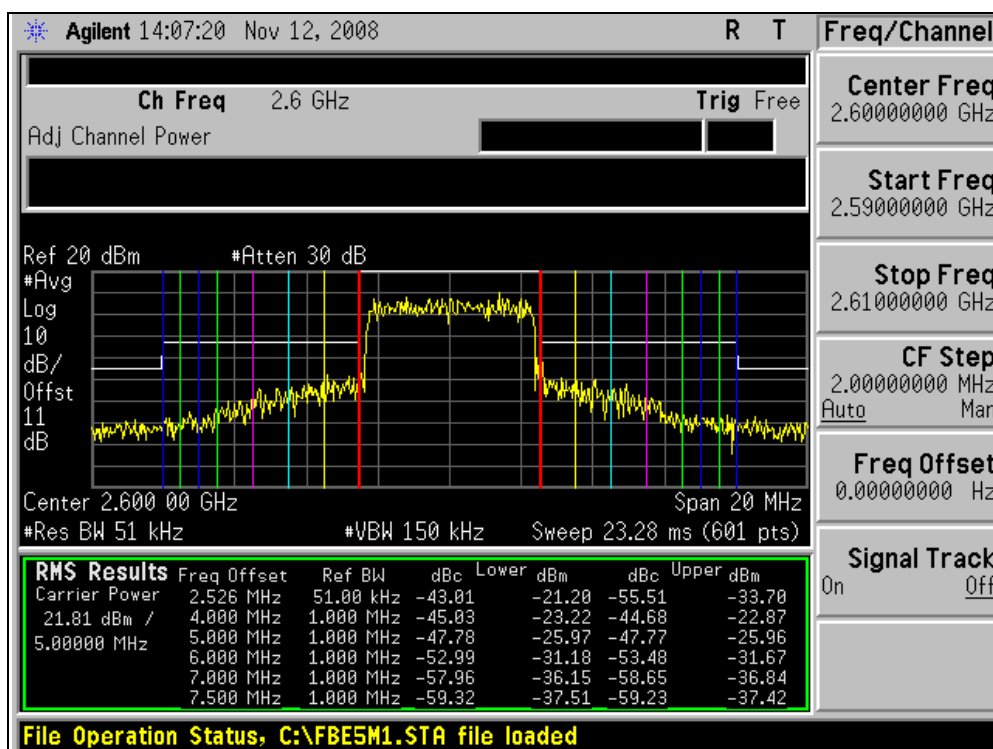 Agilent 14:07:20 Nov 12, 2008 R T
Ch Freq 2.6 GHz Trig Free
Adj Channel Power
Ref 20 dBm #Atten 30 dB
#Avg
Log
10
dB/
Offst
11
dB
Center 2.600 00 GHz Span 20 MHz
#Res BW 51 kHz #VBW 150 kHz Sweep 23.28 ms (601 pts)
RMS Results Freq Offset Ref BW dBc Lower dBm dBc Upper dBm
Carrier Power 2.526 MHz 51.00 kHz -43.01 -21.20 -55.51 -33.70
21.81 dBm / 4.000 MHz 1.000 MHz -45.03 -23.22 -44.68 -22.87
5.00000 MHz 5.000 MHz 1.000 MHz -47.78 -25.97 -47.77 -25.96
6.000 MHz 1.000 MHz -52.99 -31.18 -53.48 -31.67
7.000 MHz 1.000 MHz -57.96 -36.15 -58.65 -36.84
7.500 MHz 1.000 MHz -59.32 -37.51 -59.23 -37.42
File Operation Status, C:\FBE5M1.STA file loaded
Freq/Channel
Center Freq
2.60000000 GHz
Start Freq
2.59000000 GHz
Stop Freq
2.61000000 GHz
CF Step
2.00000000 MHz
Auto Man
Freq Offset
0.00000000 Hz
Signal Track
On Off